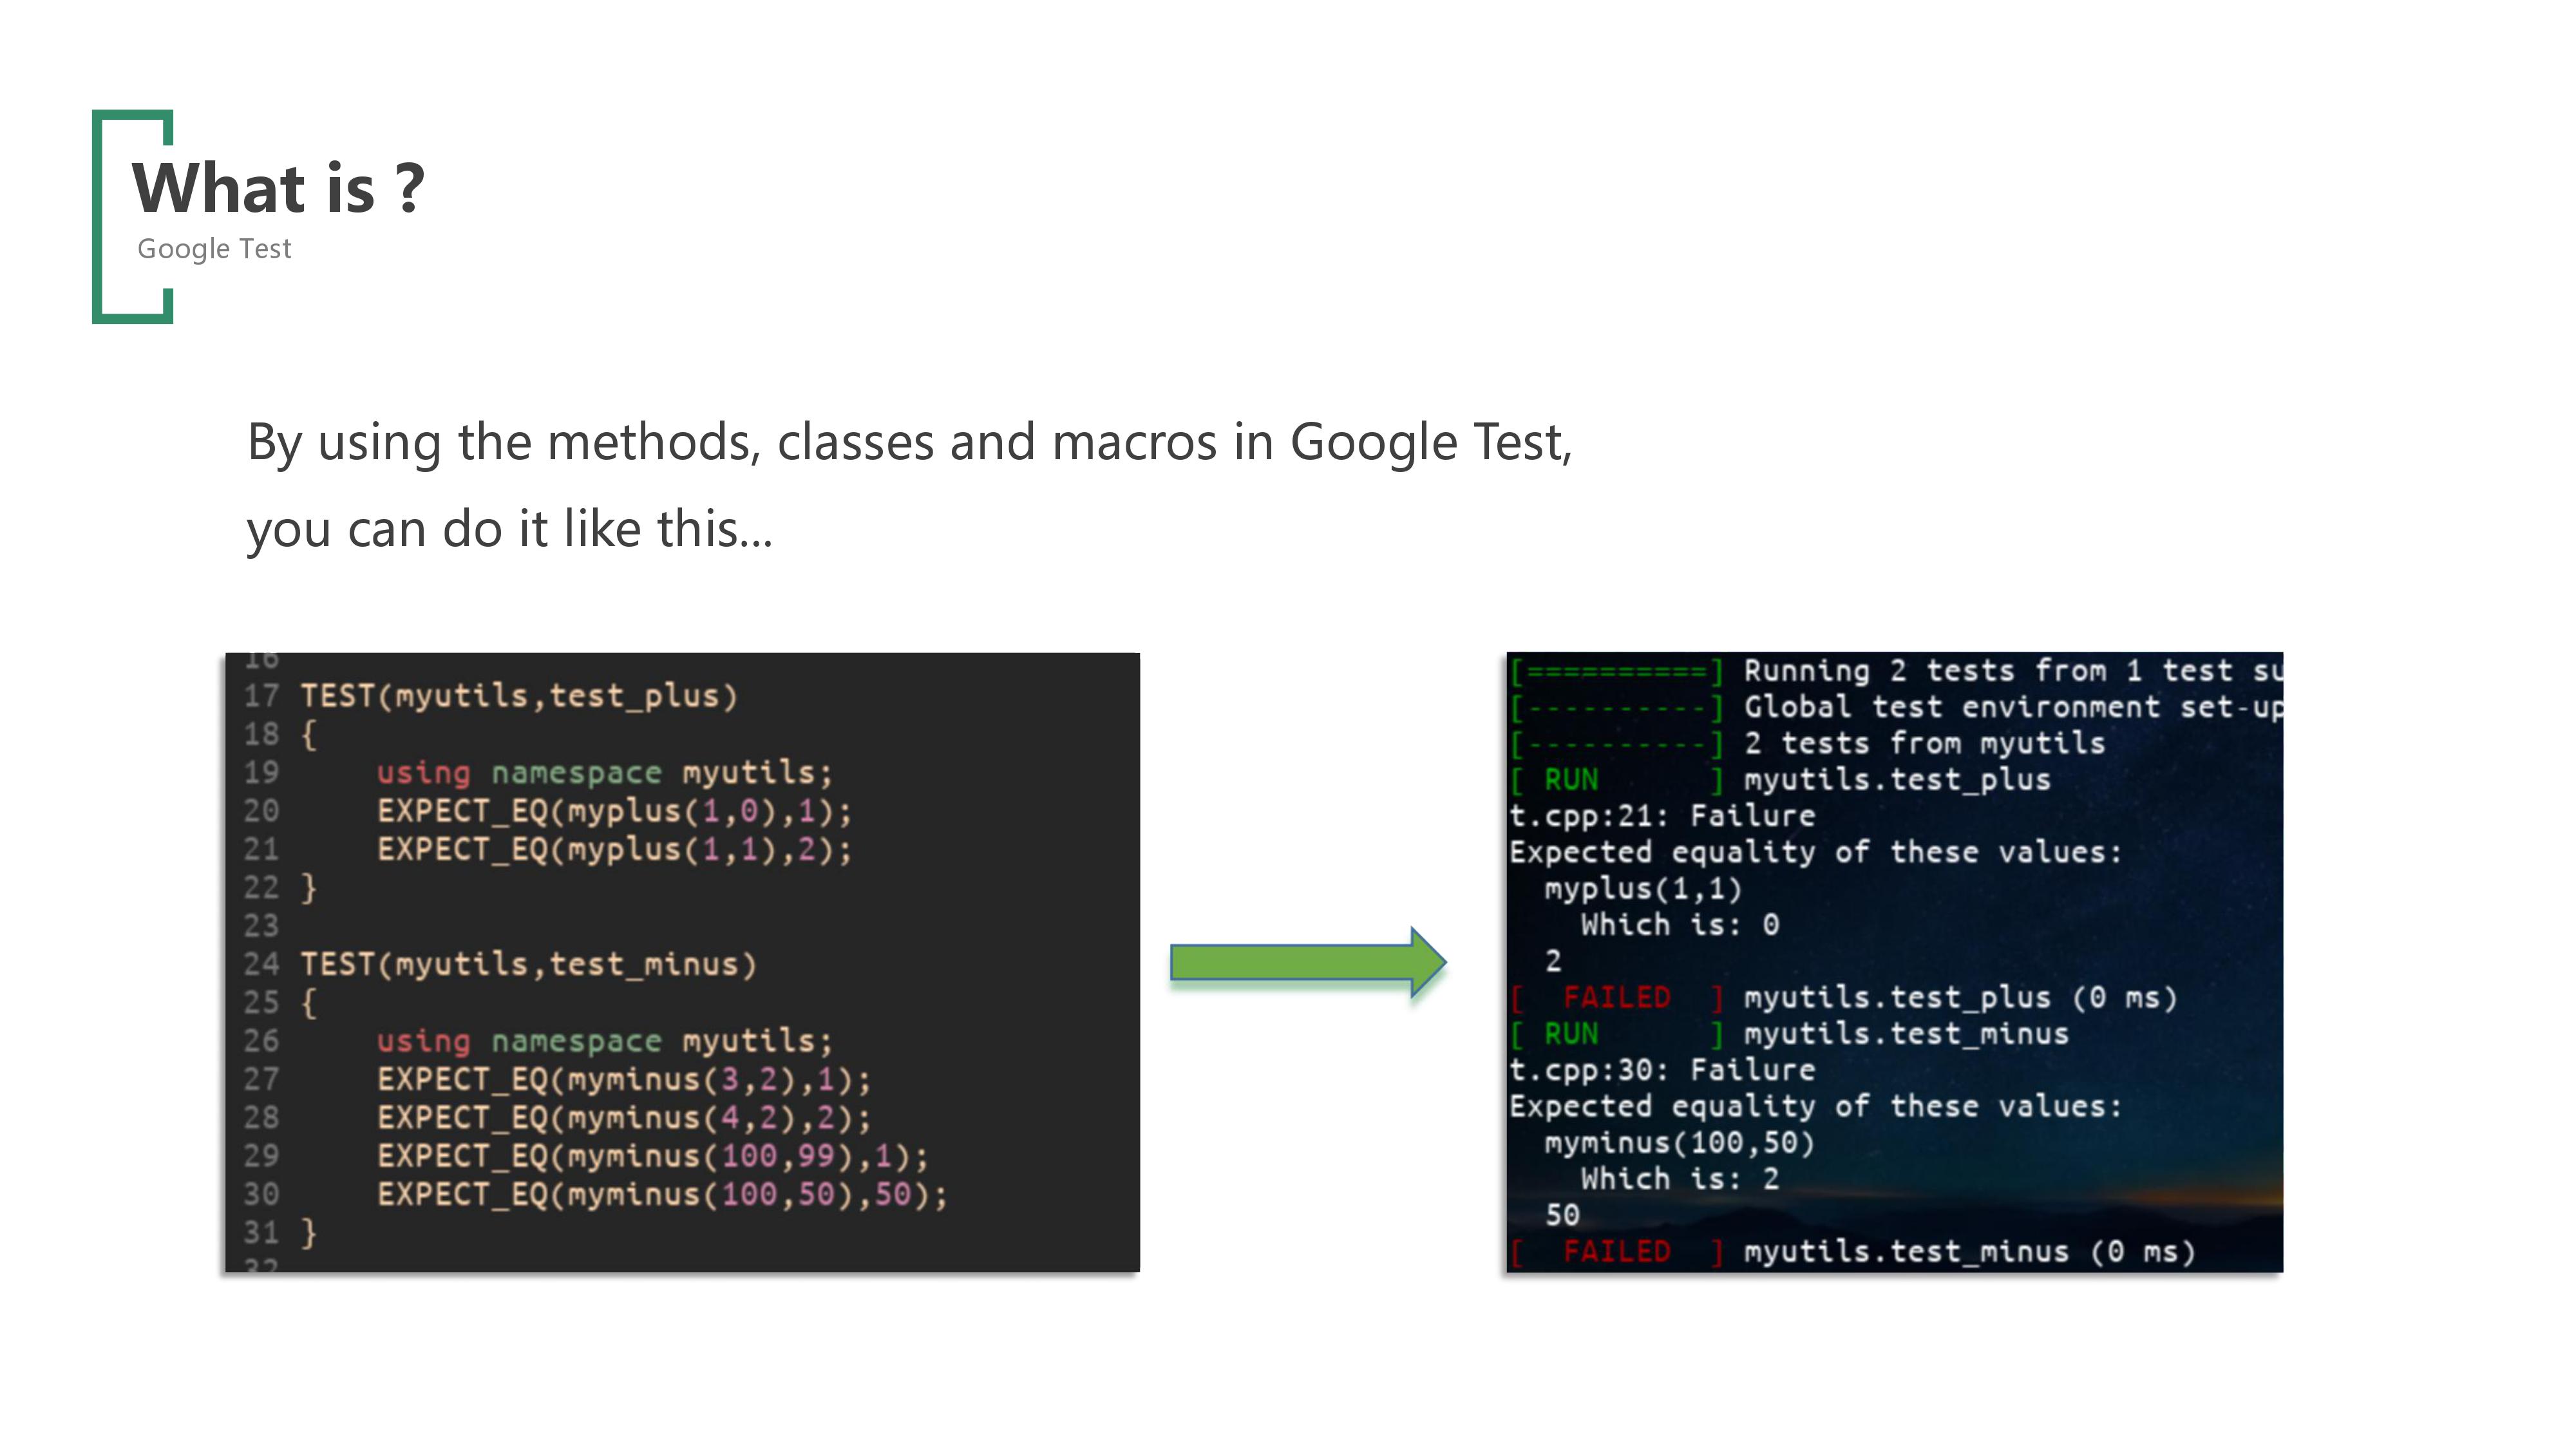 What is ?
Google Test
By using the methods, classes and macros in Google Test,
you can do it like this...
16
17 TEST(myutils,test_plus)
18 {
19     using namespace myutils;
20     EXPECT_EQ(myplus(1,0),1);
21     EXPECT_EQ(myplus(1,1),2);
22 }
23
24 TEST(myutils,test_minus)
25 {
26     using namespace myutils;
27     EXPECT_EQ(myminus(3,2),1);
28     EXPECT_EQ(myminus(4,2),2);
29     EXPECT_EQ(myminus(100,99),1);
30     EXPECT_EQ(myminus(100,50),50);
31 }
32
[==========] Running 2 tests from 1 test su
[----------] Global test environment set-up
[----------] 2 tests from myutils
[ RUN      ] myutils.test_plus
t.cpp:21: Failure
Expected equality of these values:
  myplus(1,1)
    Which is: 0
  2
[  FAILED  ] myutils.test_plus (0 ms)
[ RUN      ] myutils.test_minus
t.cpp:30: Failure
Expected equality of these values:
  myminus(100,50)
    Which is: 2
  50
[  FAILED  ] myutils.test_minus (0 ms)